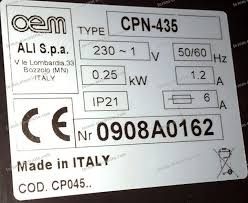 oem
TYPE CPN-435
ALI S.p.a.
V le Lombardia,33
Bozzolo (MN)
ITALY
230 ~ 1 V 50/60 Hz
0.25 kW 1.2 A
IP21 6 A
CE Nr 0908A0162
Made in ITALY
COD. CP045..